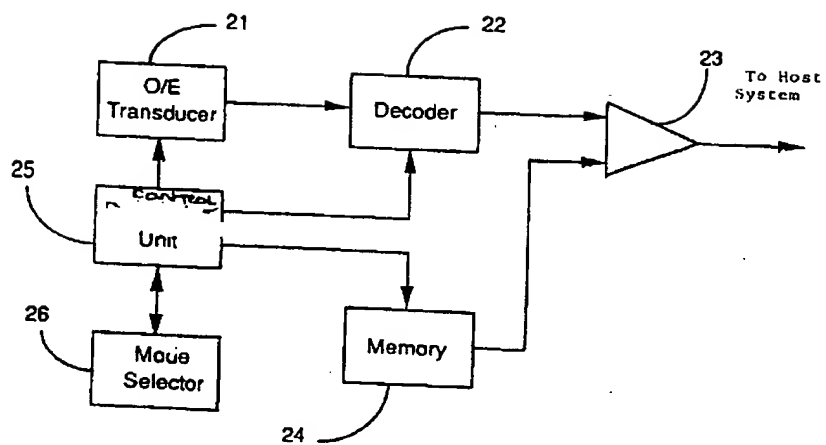 21
22
23
To Host
System
O/E
Transducer
Decoder
25
CONTROL
Unit
26
Mode
Selector
Memory
24